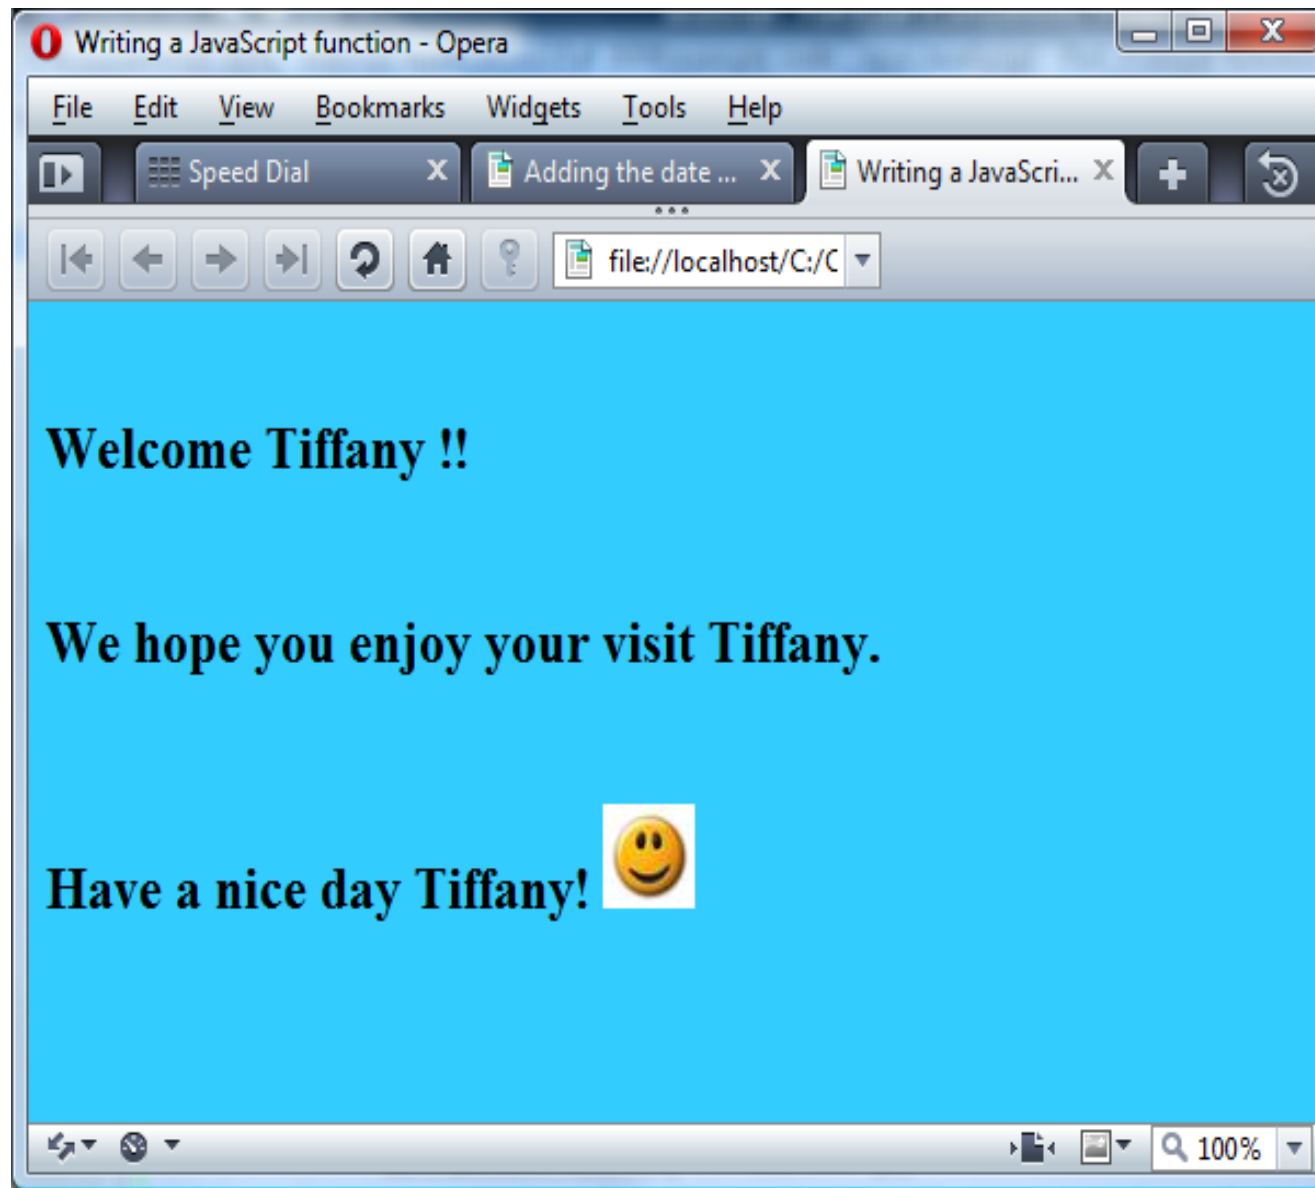 Writing a JavaScript function - Opera
File Edit View Bookmarks Widgets Tools Help
Speed Dial Adding the date ... Writing a JavaScri...
file://localhost/C:/C
Welcome Tiffany !!
We hope you enjoy your visit Tiffany.
Have a nice day Tiffany!
100%